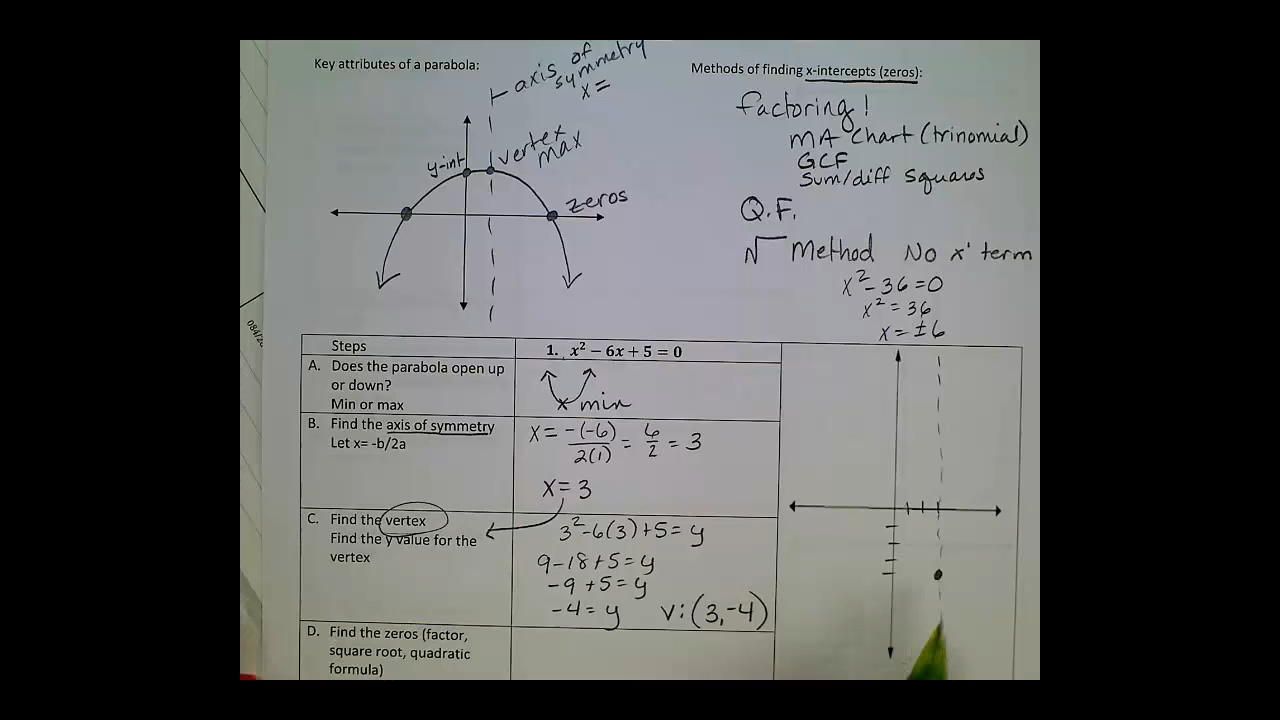 Key attributes of a parabola:
axis of
symmetry
x =
vertex
max
y-int
zeros
Methods of finding x-intercepts (zeros):
factoring!
MA Chart (trinomial)
GCF
Sum/diff Squares
Q.F.
√ Method No x' term
x² - 36 = 0
x² = 36
x = ±6
Steps
1. x² − 6x + 5 = 0
A. Does the parabola open up
or down?
Min or max
x min
B. Find the axis of symmetry
Let x= -b/2a
x = -(-6)/2(1) = 6/2 = 3
x = 3
C. Find the vertex
Find the y value for the
vertex
3² - 6(3) + 5 = y
9 - 18 + 5 = y
-9 + 5 = y
-4 = y V: (3, -4)
D. Find the zeros (factor,
square root, quadratic
formula)